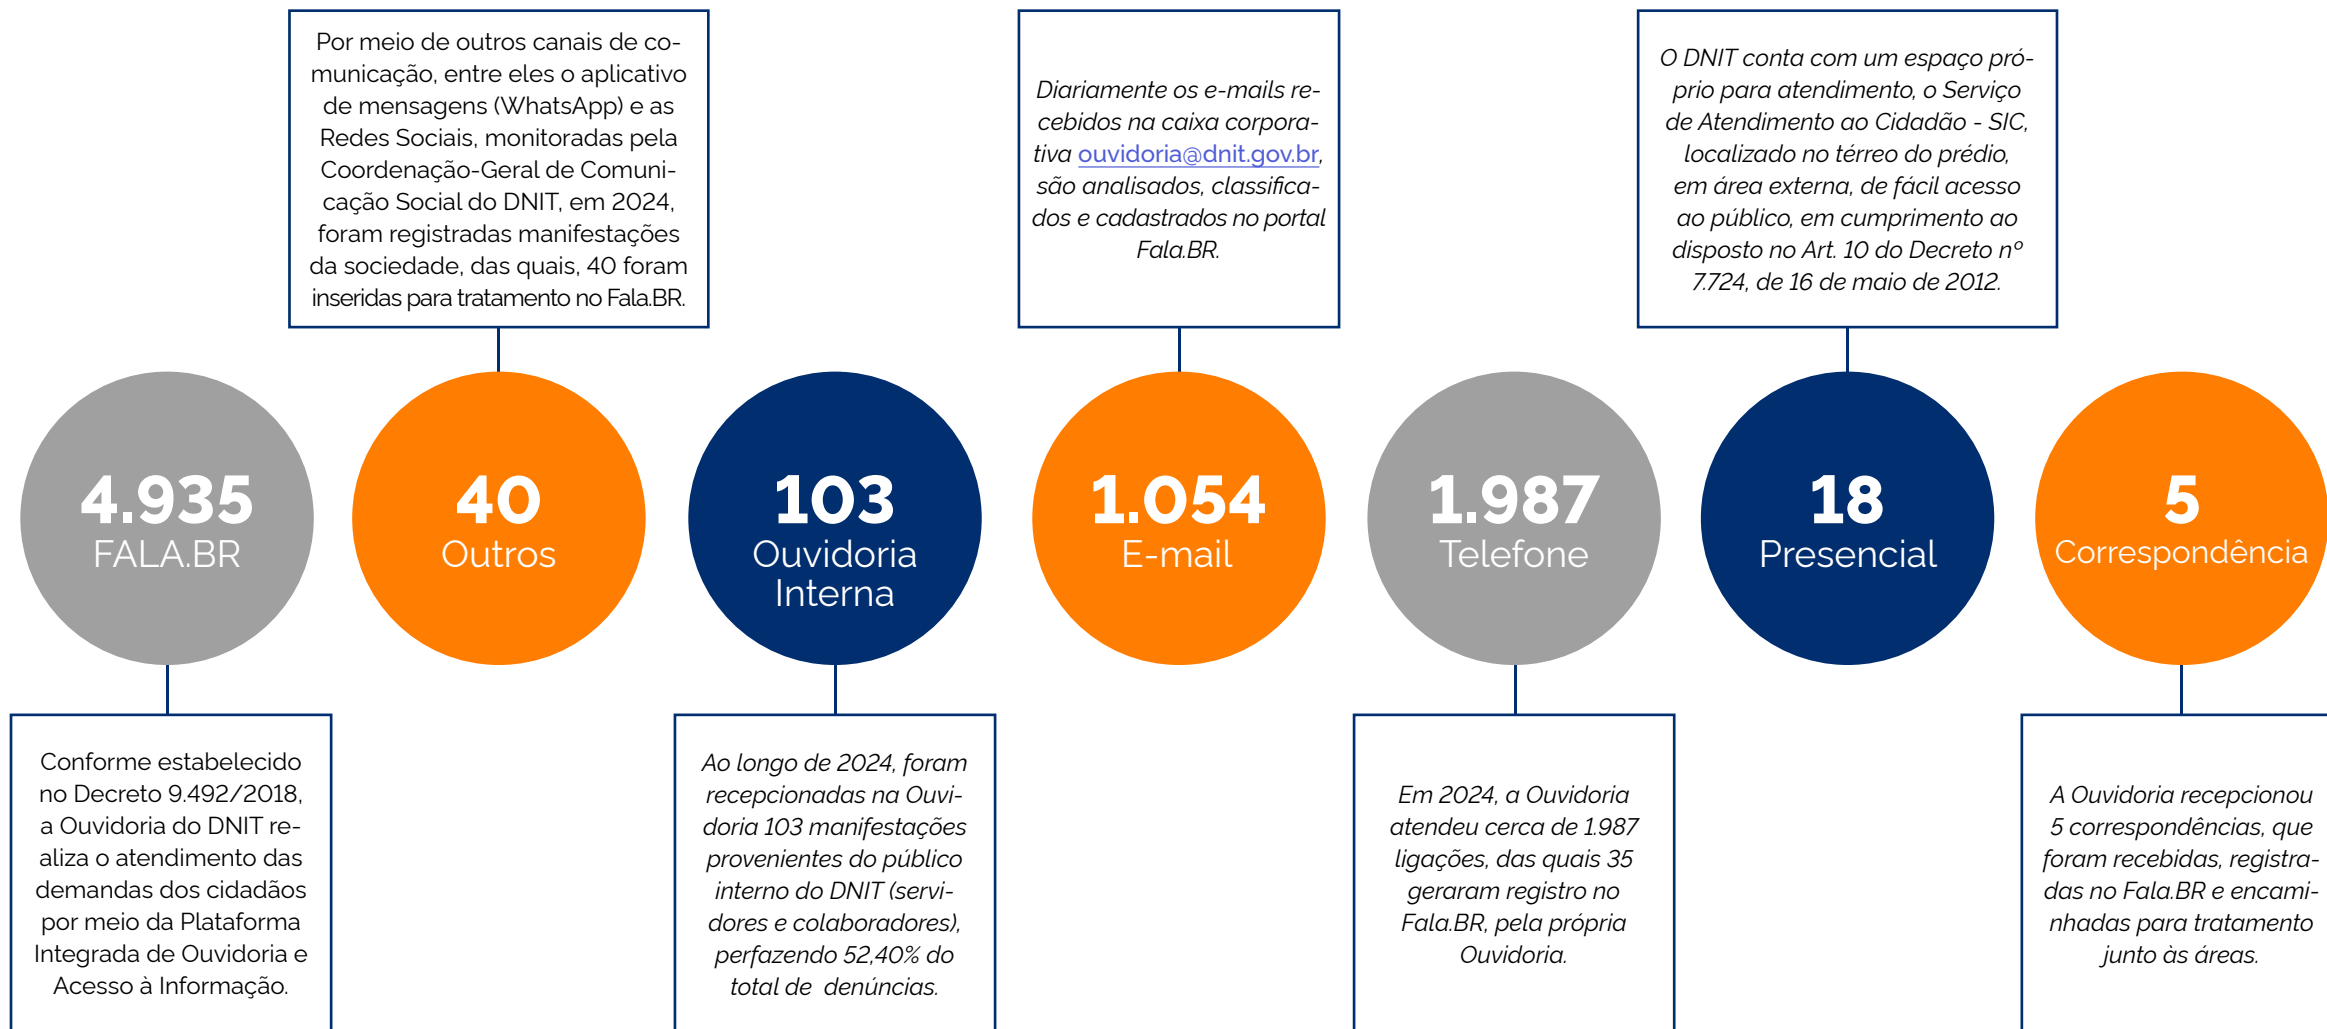 Por meio de outros canais de co-
municação, entre eles o aplicativo
de mensagens (WhatsApp) e as
Redes Sociais, monitoradas pela
Coordenação-Geral de Comuni-
cação Social do DNIT, em 2024,
foram registradas manifestações
da sociedade, das quais, 40 foram
inseridas para tratamento no Fala.BR.
Diariamente os e-mails re-
cebidos na caixa corpora-
tiva ouvidoria@dnit.gov.br,
são analisados, classifica-
dos e cadastrados no portal
Fala.BR.
O DNIT conta com um espaço pró-
prio para atendimento, o Serviço
de Atendimento ao Cidadão - SIC,
localizado no térreo do prédio,
em área externa, de fácil acesso
ao público, em cumprimento ao
disposto no Art. 10 do Decreto nº
7.724, de 16 de maio de 2012.
4.935
FALA.BR
40
Outros
103
Ouvidoria
Interna
1.054
E-mail
1.987
Telefone
18
Presencial
5
Correspondência
Conforme estabelecido
no Decreto 9.492/2018,
a Ouvidoria do DNIT re-
aliza o atendimento das
demandas dos cidadãos
por meio da Plataforma
Integrada de Ouvidoria e
Acesso à Informação.
Ao longo de 2024, foram
recepcionadas na Ouvi-
doria 103 manifestações
provenientes do público
interno do DNIT (servi-
dores e colaboradores),
perfazendo 52,40% do
total de denúncias.
Em 2024, a Ouvidoria
atendeu cerca de 1.987
ligações, das quais 35
geraram registro no
Fala.BR, pela própria
Ouvidoria.
A Ouvidoria recepcionou
5 correspondências, que
foram recebidas, registra-
das no Fala.BR e encami-
nhadas para tratamento
junto às áreas.